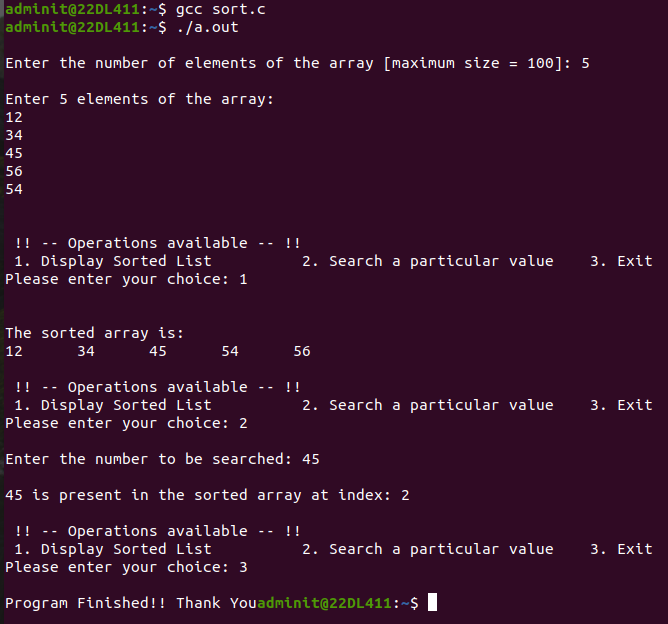 adminit@22DL411:~$ gcc sort.c
adminit@22DL411:~$ ./a.out
Enter the number of elements of the array [maximum size = 100]: 5
Enter 5 elements of the array:
12
34
45
56
54
!! -- Operations available -- !!
1. Display Sorted List 2. Search a particular value 3. Exit
Please enter your choice: 1
The sorted array is:
12 34 45 54 56
!! -- Operations available -- !!
1. Display Sorted List 2. Search a particular value 3. Exit
Please enter your choice: 2
Enter the number to be searched: 45
45 is present in the sorted array at index: 2
!! -- Operations available -- !!
1. Display Sorted List 2. Search a particular value 3. Exit
Please enter your choice: 3
Program Finished!! Thank Youadminit@22DL411:~$